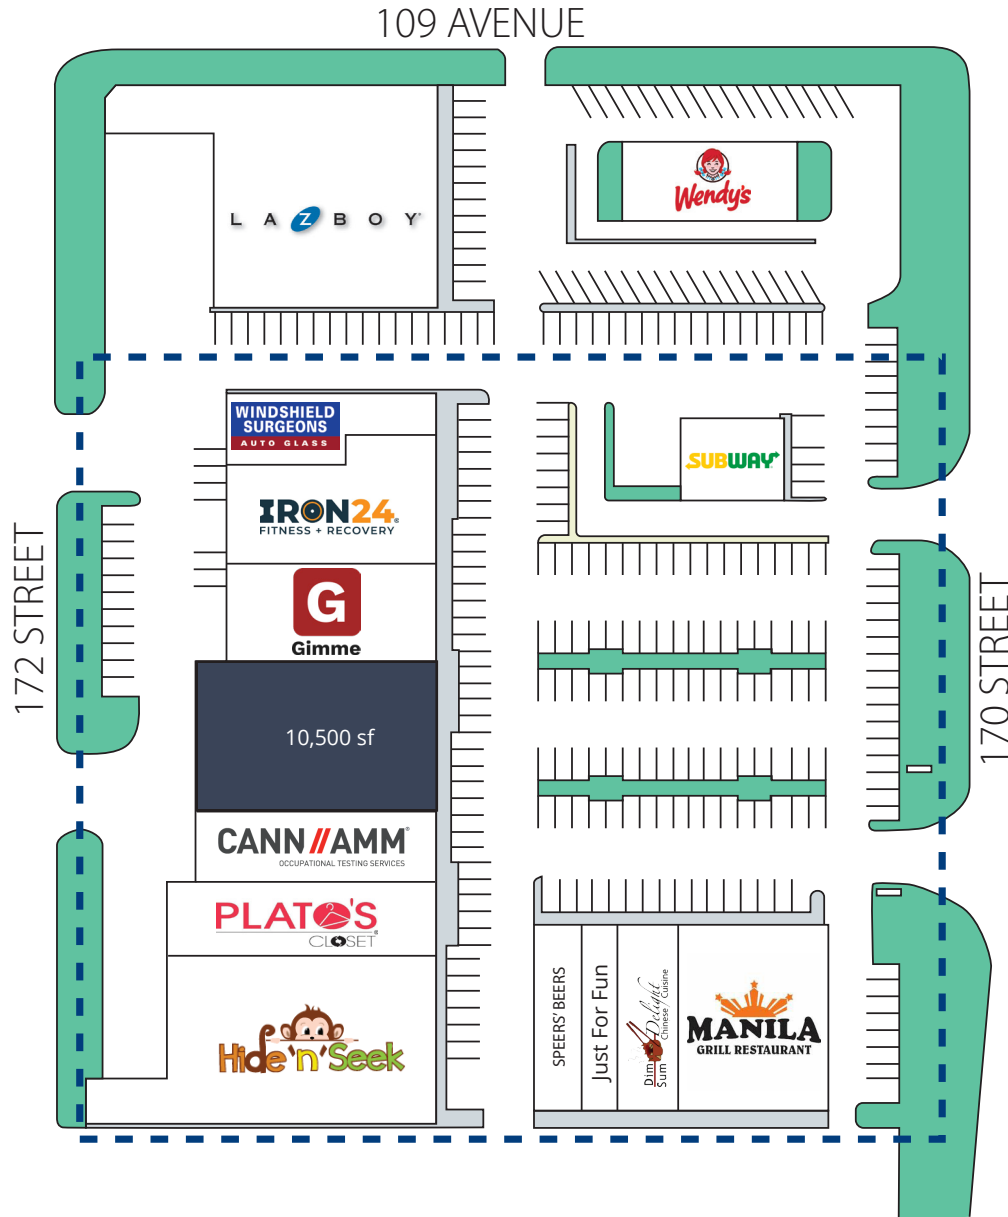 109 AVENUE
LAZBOY
Wendy's
WINDSHIELD
SURGEONS
AUTO GLASS
SUBWAY
IRON24
FITNESS + RECOVERY
172 STREET
170 STREET
G
Gimme
10,500 sf
CANN//AMM
OCCUPATIONAL TESTING SERVICES
PLATO'S
CLOSET
Hide 'n' Seek
SPEERS' BEERS
Just For Fun
Dim
Sum
Delight
Chinese Cuisine
MANILA
GRILL RESTAURANT